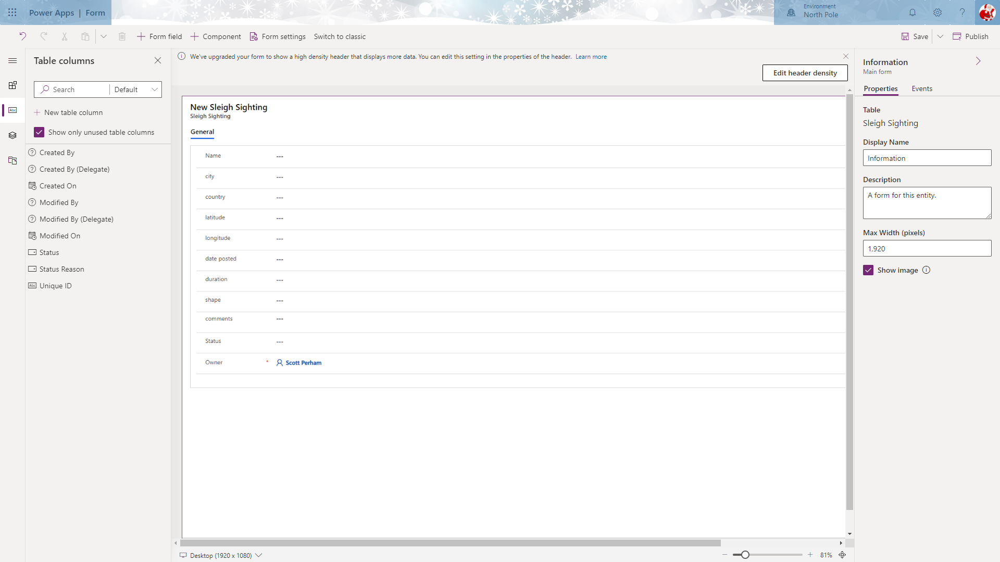 Power Apps | Form
Environment
North Pole
?
Form field
Component
Form settings
Switch to classic
Save
Publish
Table columns
Search
Default
New table column
Show only unused table columns
Created By
Created By (Delegate)
Created On
Modified By
Modified By (Delegate)
Modified On
Status
Status Reason
Abc Unique ID
We've upgraded your form to show a high density header that displays more data. You can edit this setting in the properties of the header. Learn more
Edit header density
New Sleigh Sighting
Sleigh Sighting
General
Name ---
city ---
country ---
latitude ---
longitude ---
date posted ---
duration ---
shape ---
comments ---
Status ---
Owner * Scott Perham
Desktop (1920 x 1080)
81%
Information
Main form
Properties
Events
Table
Sleigh Sighting
Display Name
Information
Description
A form for this entity.
Max Width (pixels)
1,920
Show image